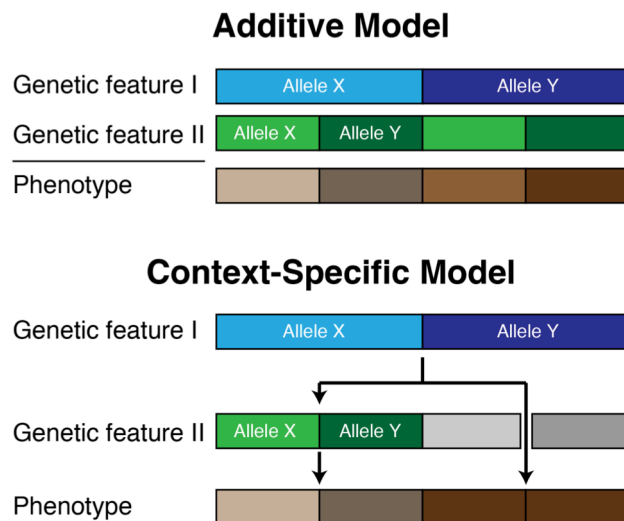 Additive Model
Genetic feature I Allele X Allele Y
Genetic feature II Allele X Allele Y
Phenotype
Context-Specific Model
Genetic feature I Allele X Allele Y
Genetic feature II Allele X Allele Y
Phenotype